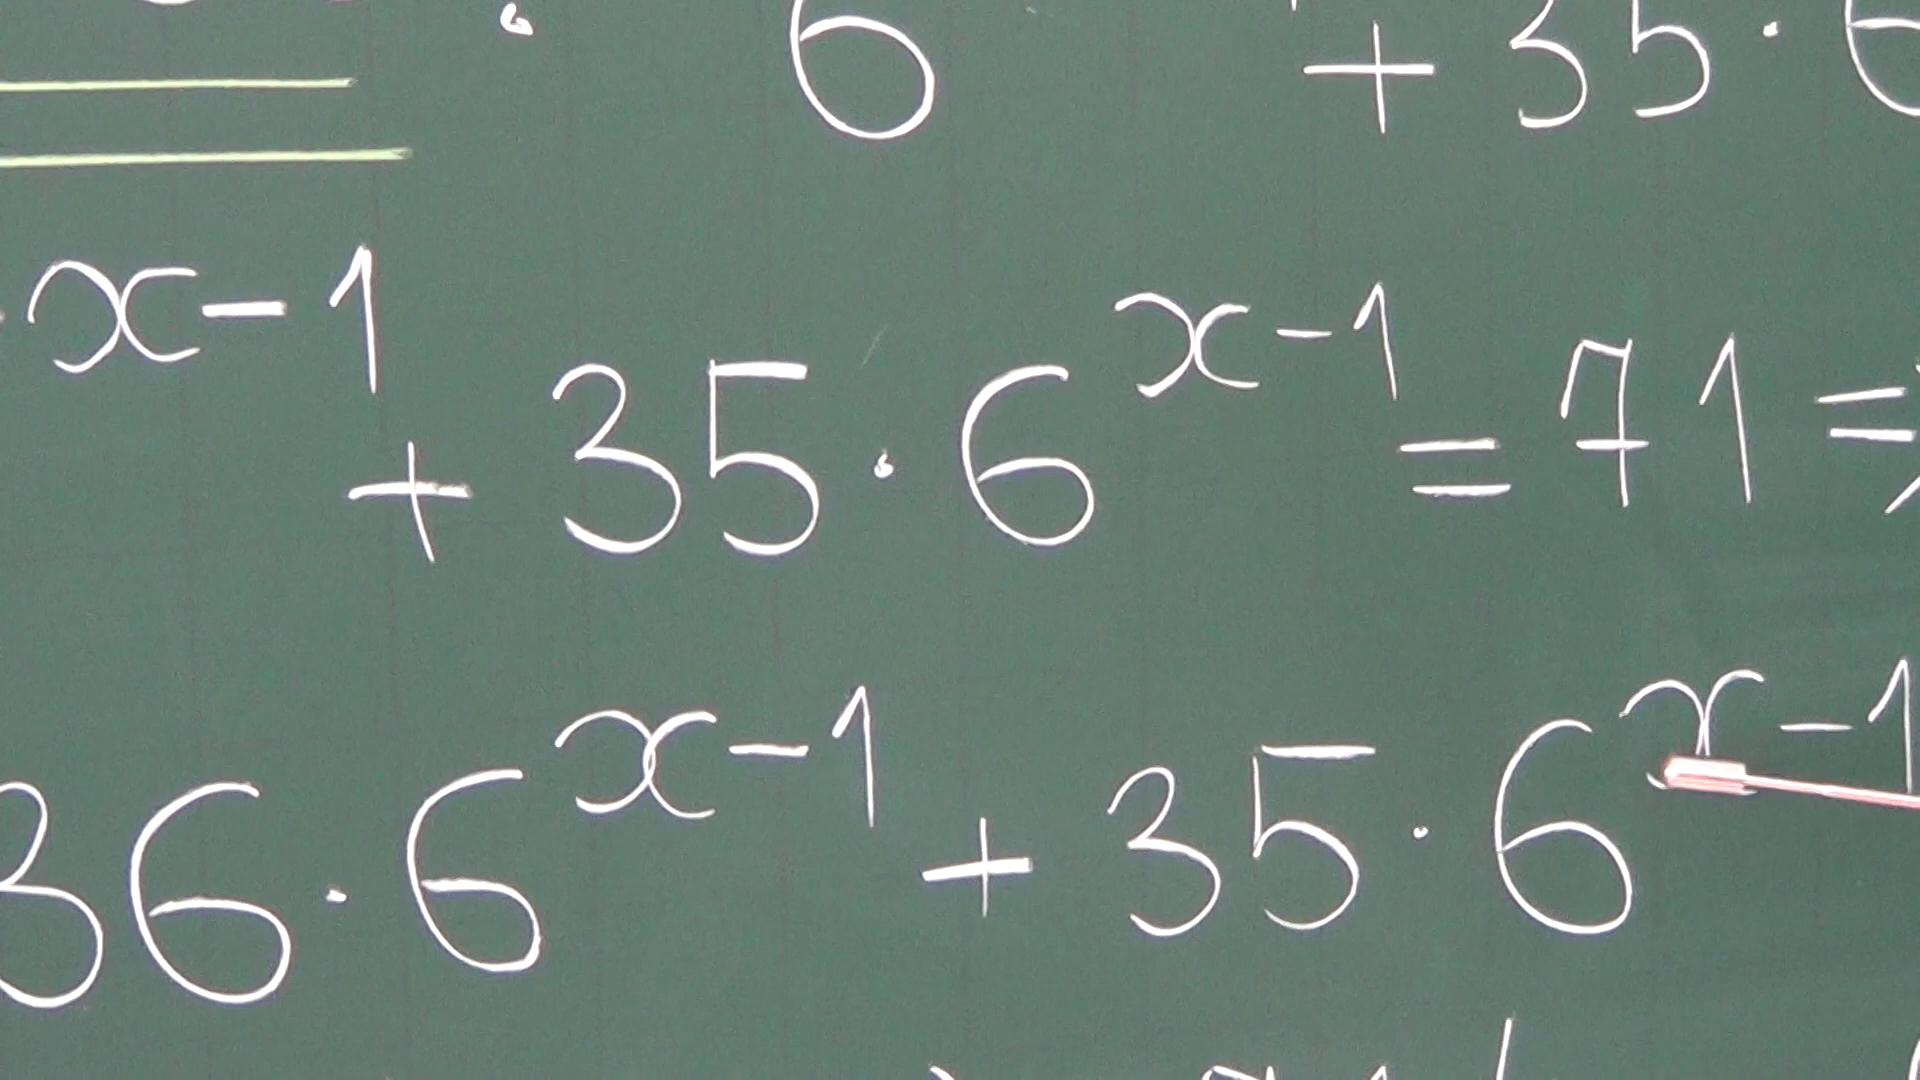 · 6 + 35 · 6
x-1 + 35 · 6^x-1 = 71 =>
36 · 6^x-1 + 35 · 6^x-1